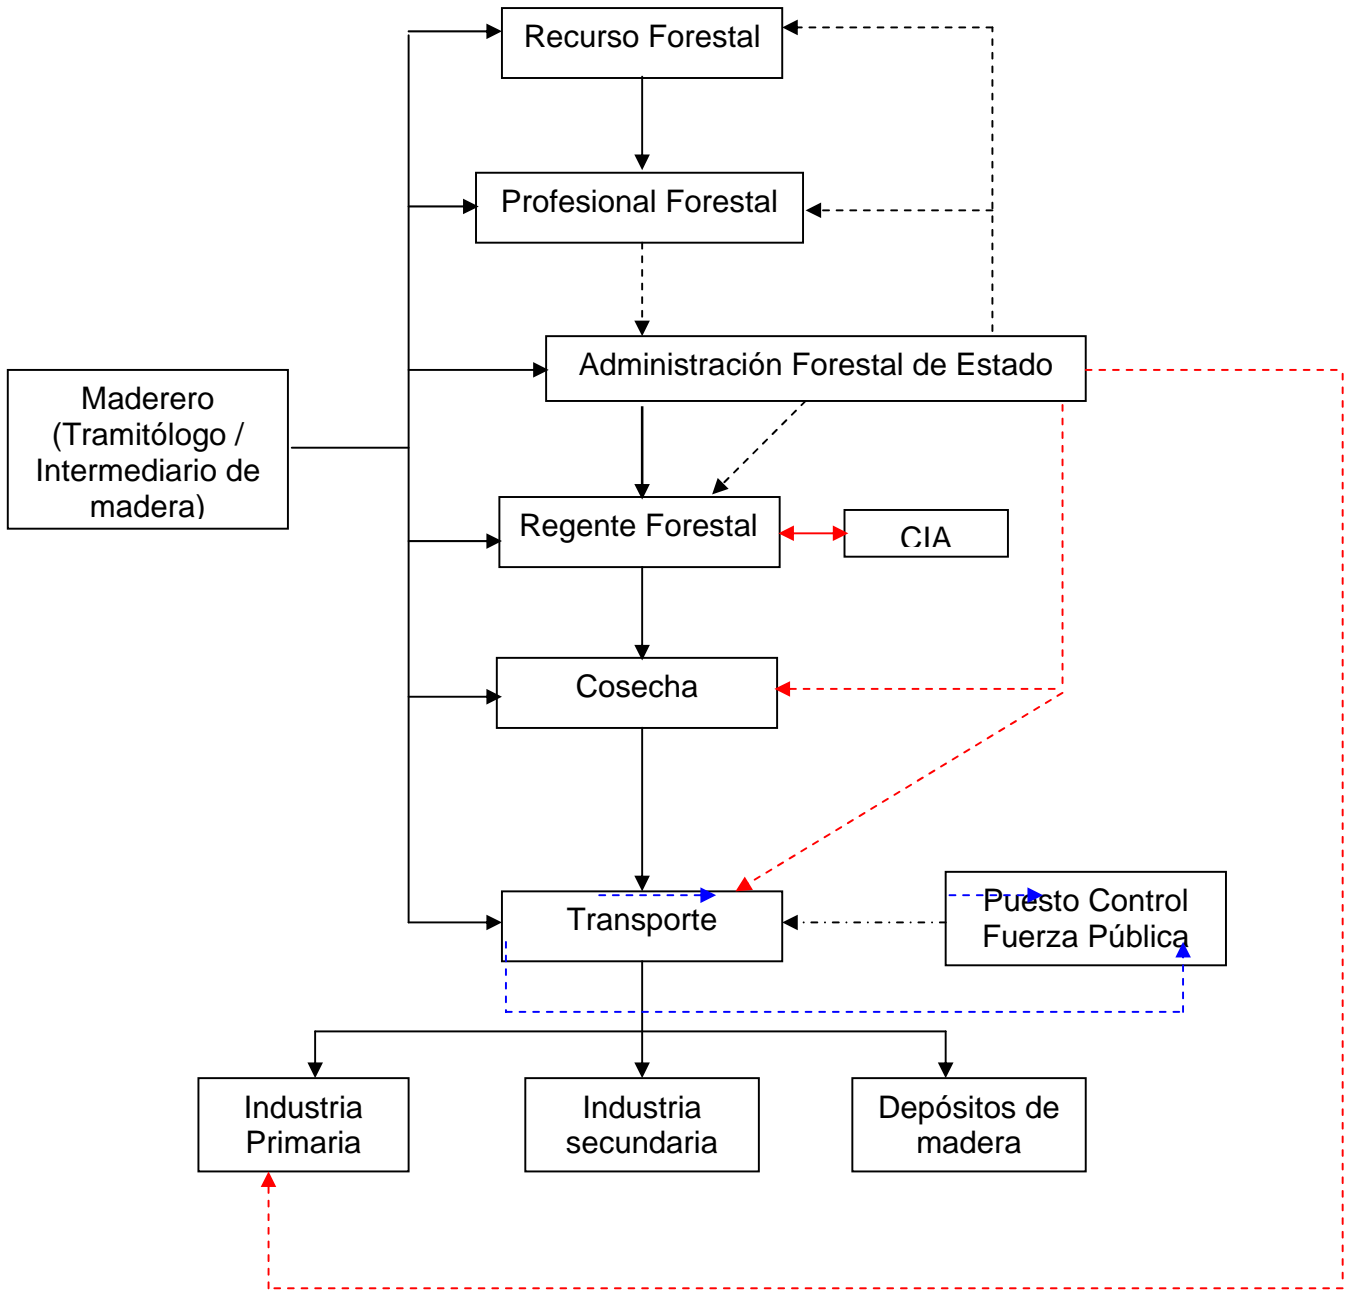 Recurso Forestal
Profesional Forestal
Administración Forestal de Estado
Maderero
(Tramitólogo /
Intermediario de
madera)
Regente Forestal
CIA
Cosecha
Transporte
Puesto Control
Fuerza Pública
Industria
Primaria
Industria
secundaria
Depósitos de
madera